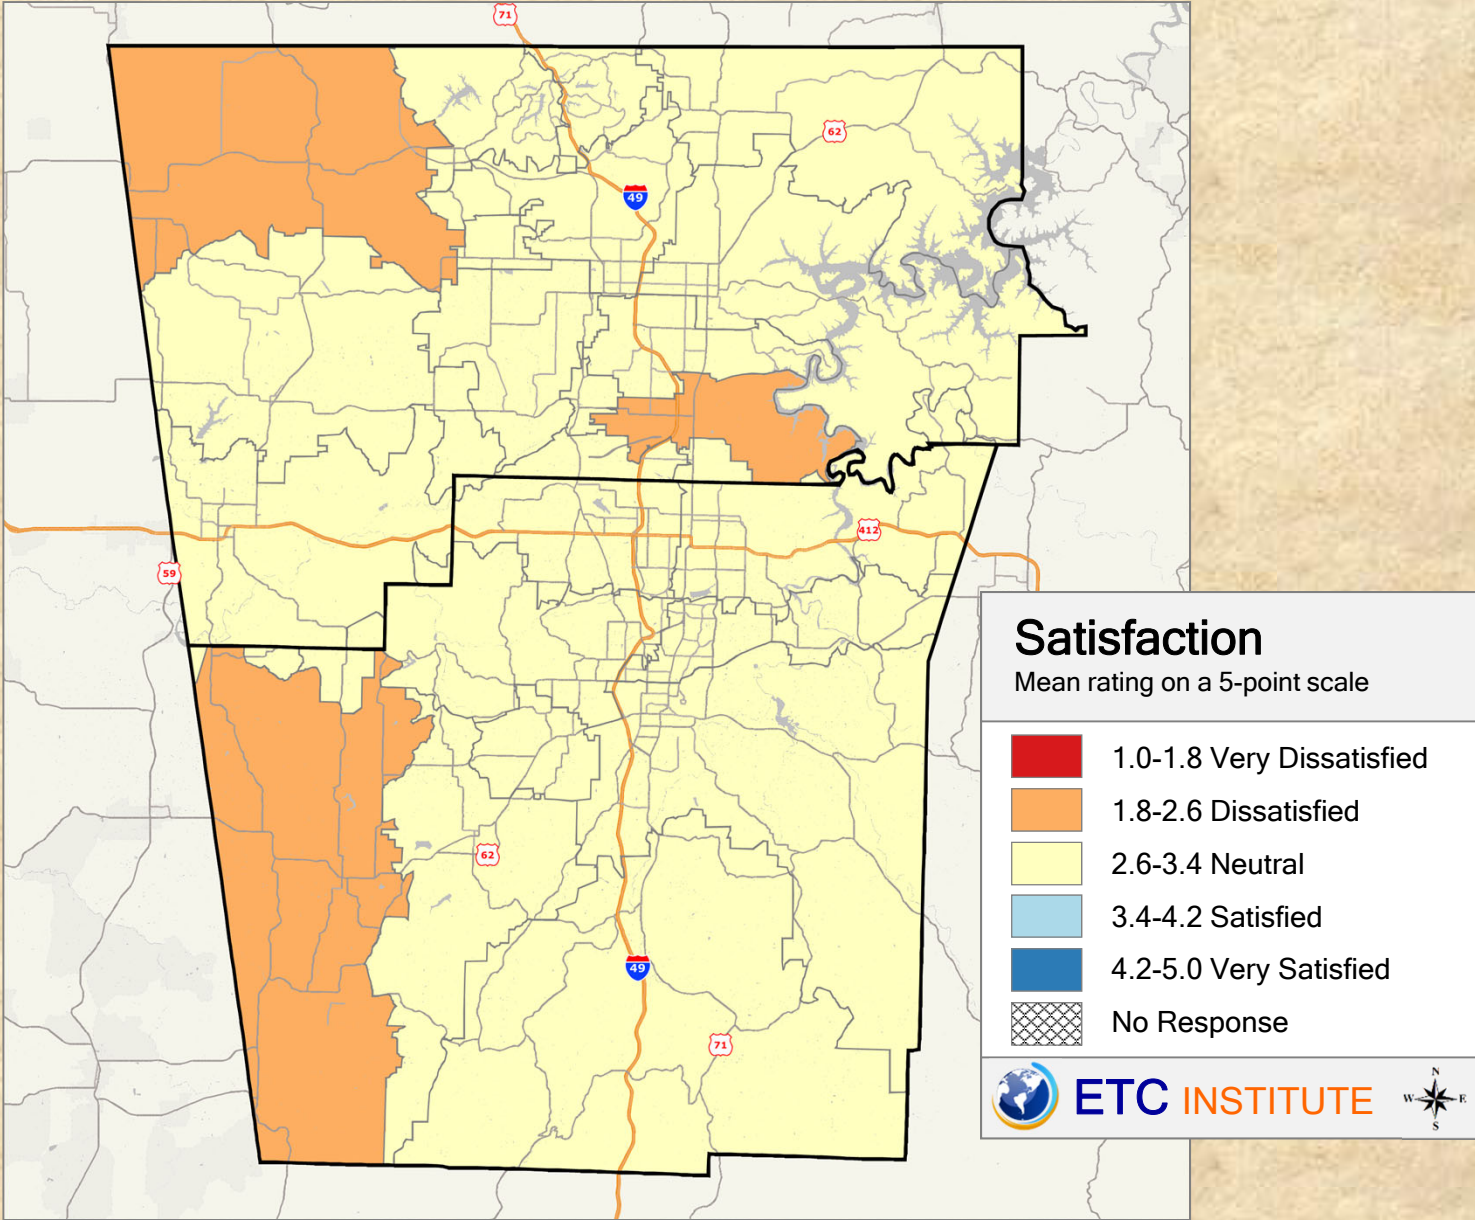 71
62
49
412
59
62
49
71
Satisfaction
Mean rating on a 5-point scale
1.0-1.8 Very Dissatisfied
1.8-2.6 Dissatisfied
2.6-3.4 Neutral
3.4-4.2 Satisfied
4.2-5.0 Very Satisfied
No Response
ETC INSTITUTE
N
W E
S